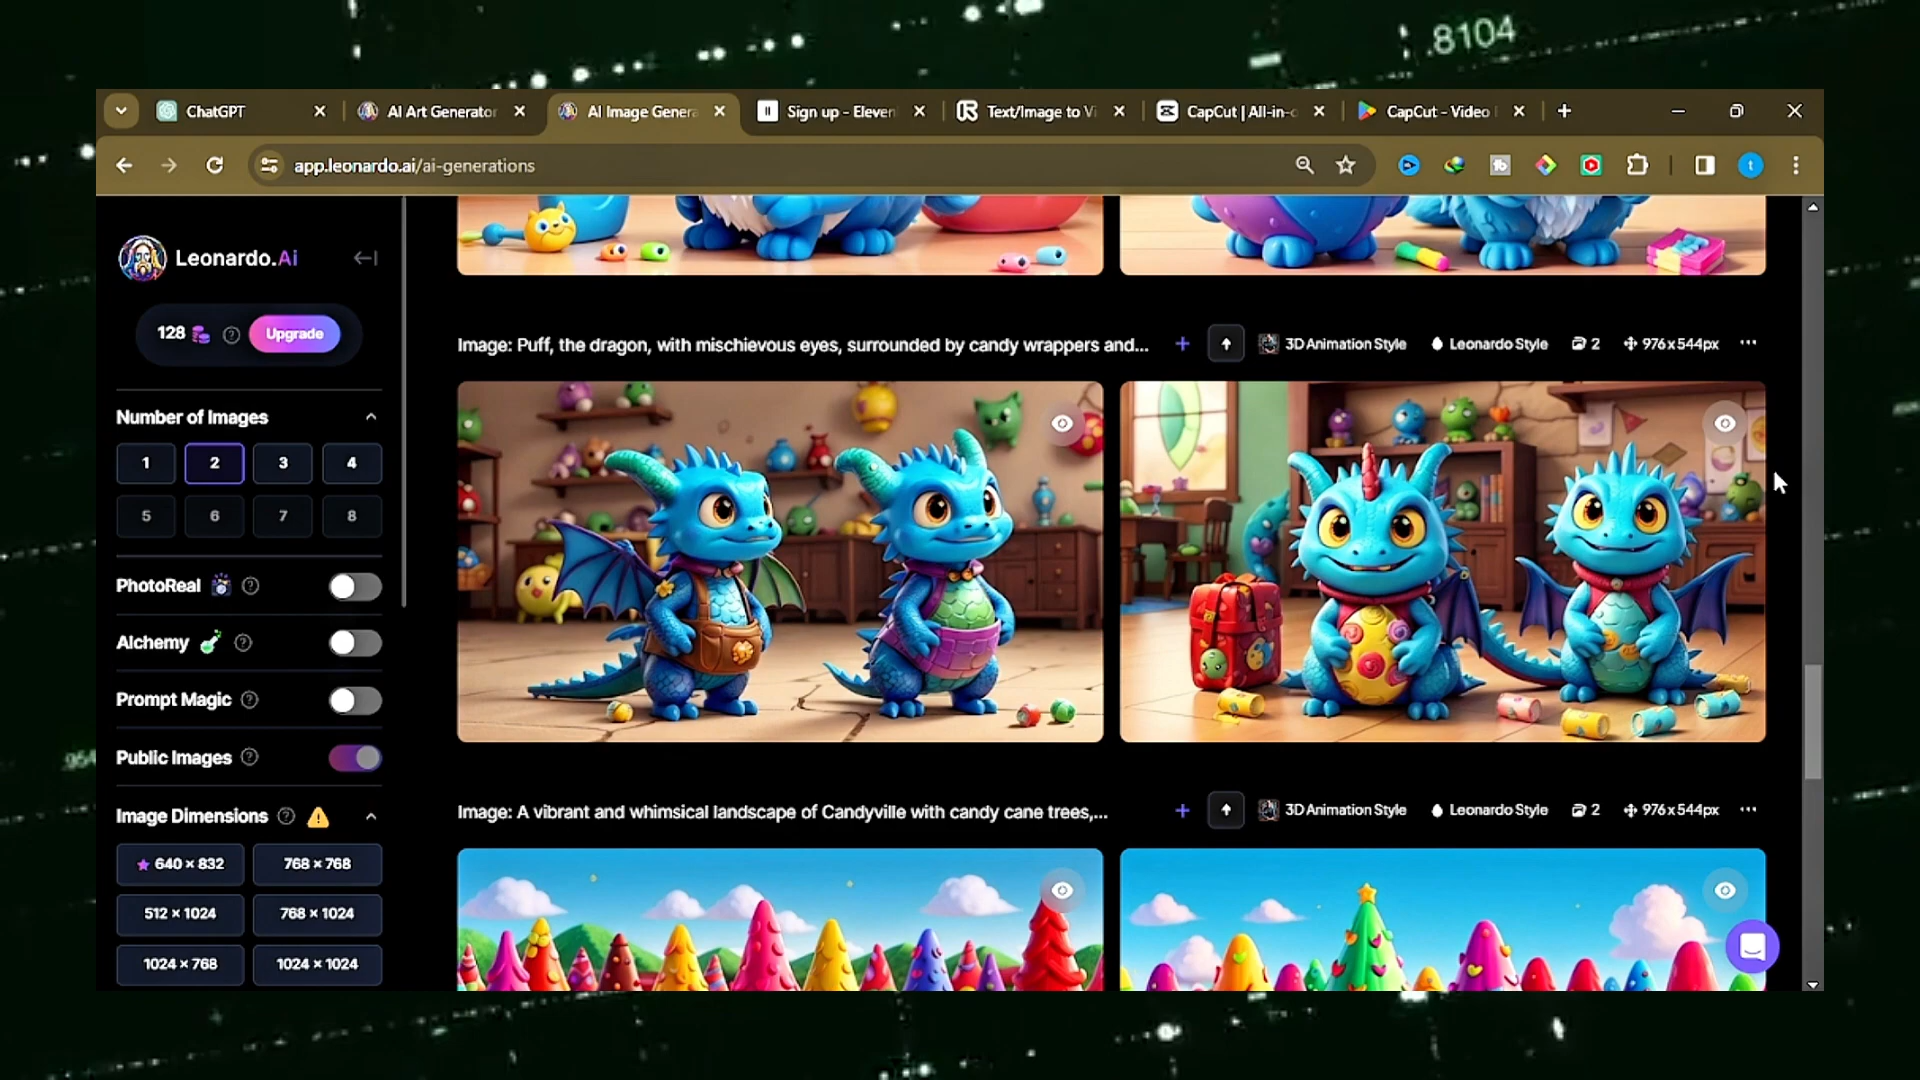 .8104
ChatGPT
AI Art Generator
AI Image Genera
Sign up - Eleven
Text/Image to Vi
CapCut | All-in-o
CapCut - Video
app.leonardo.ai/ai-generations
t
Leonardo.Ai
128
Upgrade
Number of Images
1 2 3 4
5 6 7 8
PhotoReal
Alchemy
Prompt Magic
Public Images
Image Dimensions
640 × 832 768 × 768
512 × 1024 768 × 1024
1024 × 768 1024 × 1024
Image: Puff, the dragon, with mischievous eyes, surrounded by candy wrappers and...
3D Animation Style Leonardo Style 2 976 x 544px
Image: A vibrant and whimsical landscape of Candyville with candy cane trees,...
3D Animation Style Leonardo Style 2 976 x 544px